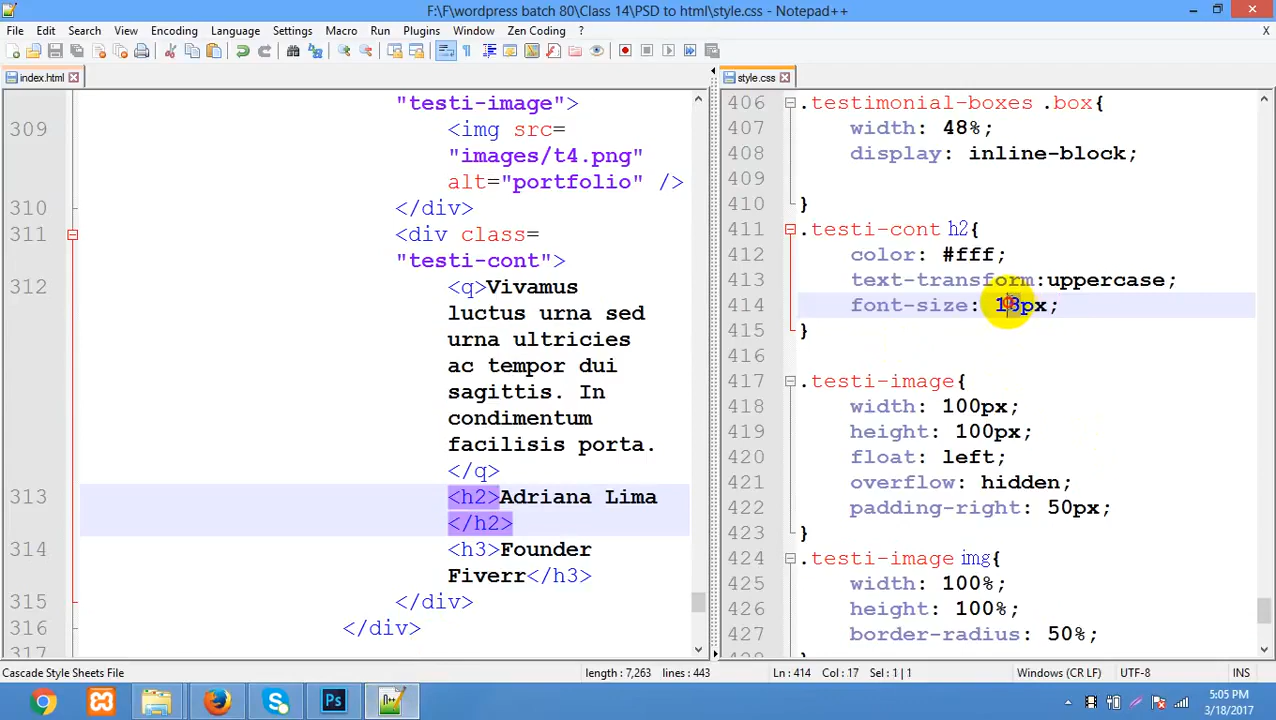 F:\F\wordpress batch 80\Class 14\PSD to html\style.css - Notepad++
File Edit Search View Encoding Language Settings Macro Run Plugins Window Zen Coding ? X
index.html
style.css
"testi-image">
309 <img src=
"images/t4.png"
alt="portfolio" />
310 </div>
311 <div class=
"testi-cont">
312 <q>Vivamus
luctus urna sed
urna ultricies
ac tempor dui
sagittis. In
condimentum
facilisis porta.
</q>
313 <h2>Adriana Lima
</h2>
314 <h3>Founder
Fiverr</h3>
315 </div>
316 </div>
317
406 .testimonial-boxes .box{
407 width: 48%;
408 display: inline-block;
409
410 }
411 .testi-cont h2{
412 color: #fff;
413 text-transform:uppercase;
414 font-size: 18px;
415 }
416
417 .testi-image{
418 width: 100px;
419 height: 100px;
420 float: left;
421 overflow: hidden;
422 padding-right: 50px;
423 }
424 .testi-image img{
425 width: 100%;
426 height: 100%;
427 border-radius: 50%;
Cascade Style Sheets File length : 7,263 lines : 443 Ln : 414 Col : 17 Sel : 1 | 1 Windows (CR LF) UTF-8 INS
Ps
5:05 PM
3/18/2017